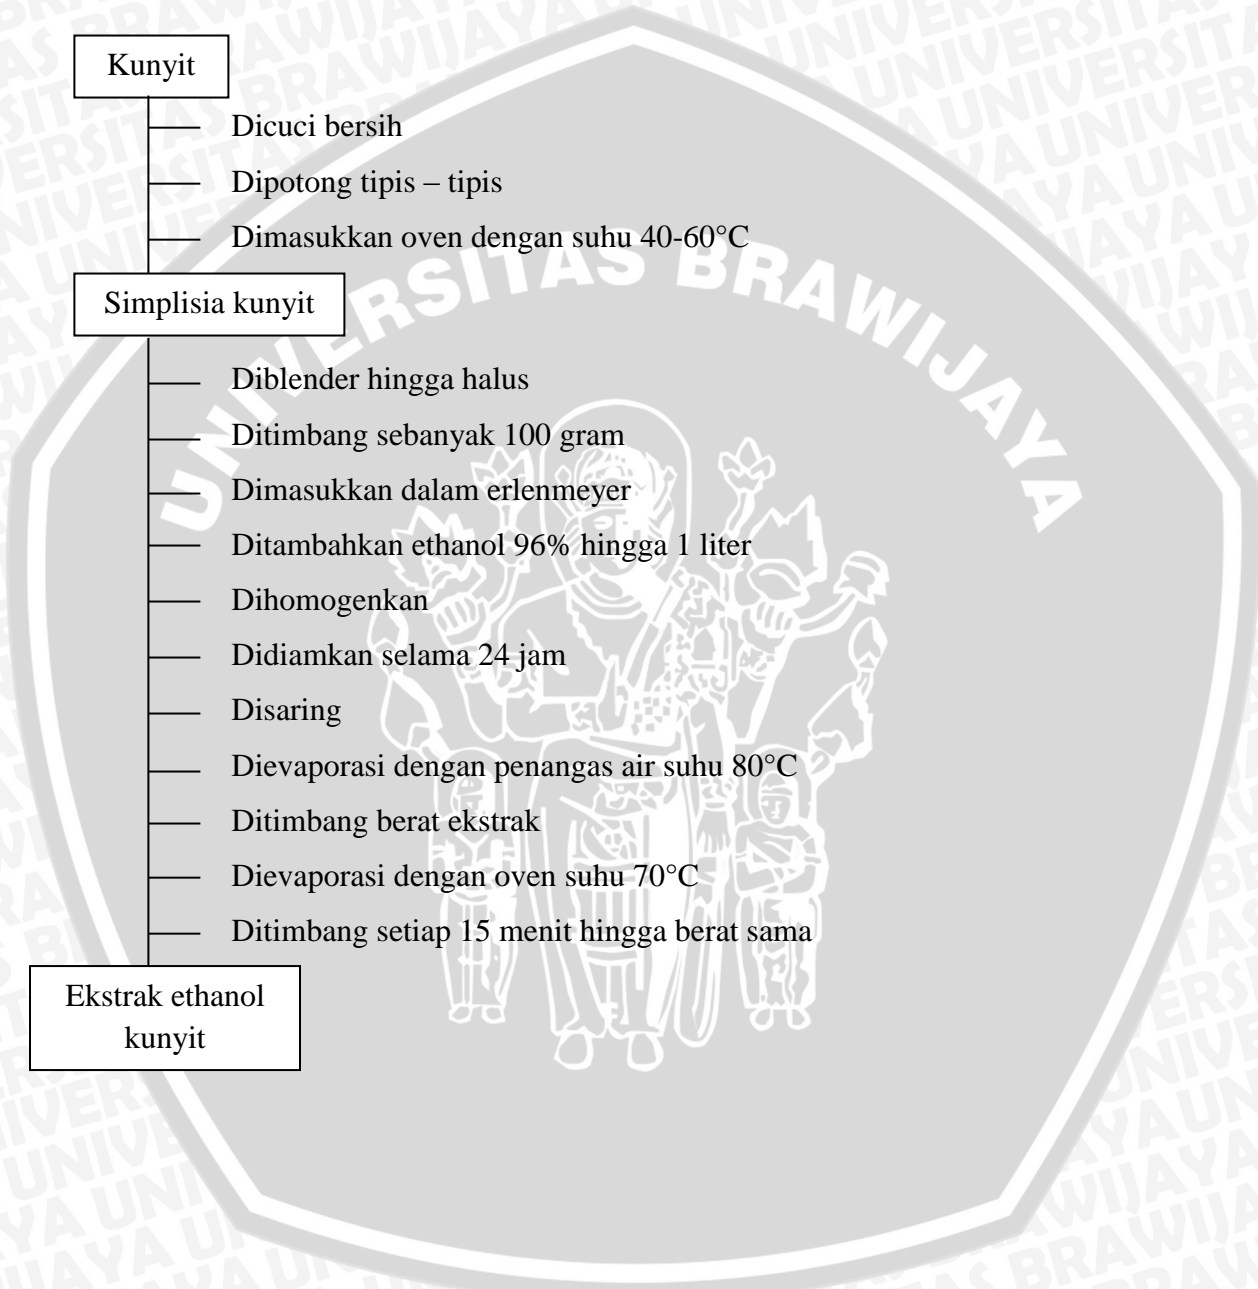 Kunyit
Dicuci bersih
Dipotong tipis – tipis
Dimasukkan oven dengan suhu 40-60°C
UNIVERSITAS BRAWIJAYA
Simplisia kunyit
Diblender hingga halus
Ditimbang sebanyak 100 gram
Dimasukkan dalam erlenmeyer
Ditambahkan ethanol 96% hingga 1 liter
Dihomogenkan
Didiamkan selama 24 jam
Disaring
Dievaporasi dengan penangas air suhu 80°C
Ditimbang berat ekstrak
Dievaporasi dengan oven suhu 70°C
Ditimbang setiap 15 menit hingga berat sama
Ekstrak ethanol
kunyit